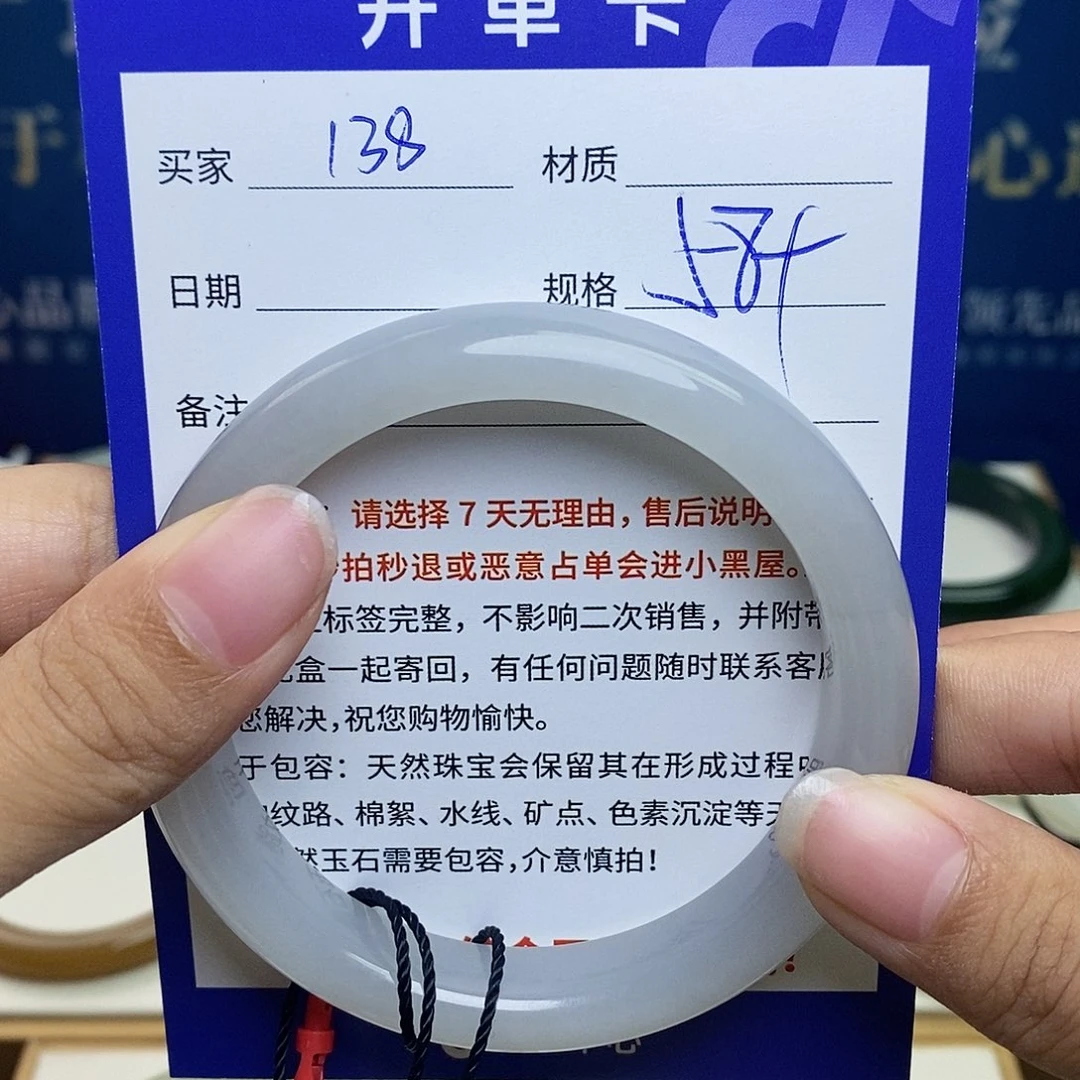 开单卡
买家 138 材质
日期 规格
备注
请选择7天无理由，售后说明
拍秒退或恶意占单会进小黑屋。
标签完整，不影响二次销售，并附带
盒一起寄回，有任何问题随时联系客
您解决，祝您购物愉快。
于包容：天然珠宝会保留其在形成过程中
纹路、棉絮、水线、矿点、色素沉淀等天
然玉石需要包容，介意慎拍！